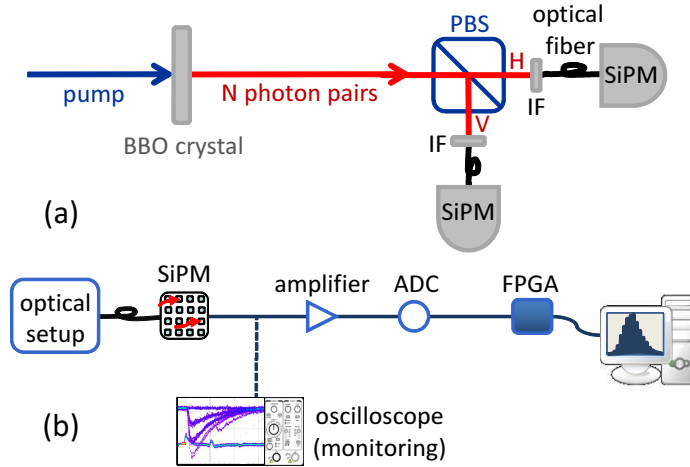 optical
fiber
PBS
H
SiPM
pump
N photon pairs
IF
V
BBO crystal
IF
SiPM
(a)
SiPM
amplifier
ADC
FPGA
optical
setup
oscilloscope
(monitoring)
(b)